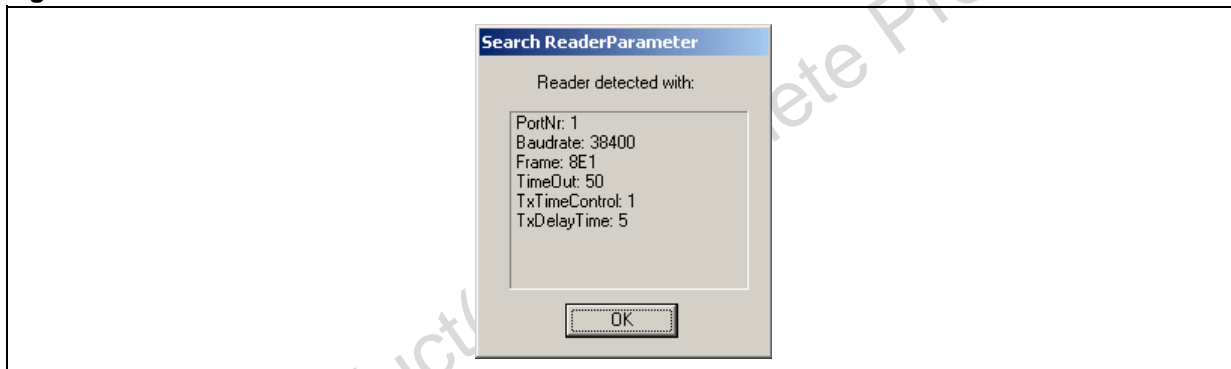 Search ReaderParameter
Reader detected with:
PortNr: 1
Baudrate: 38400
Frame: 8E1
TimeOut: 50
TxTimeControl: 1
TxDelayTime: 5
OK